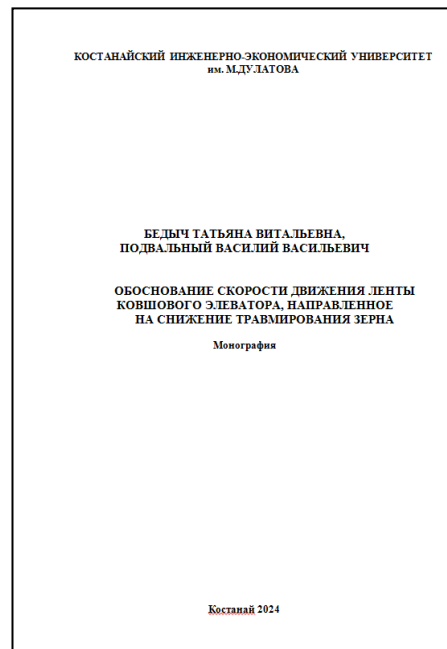 КОСТАНАЙСКИЙ ИНЖЕНЕРНО-ЭКОНОМИЧЕСКИЙ УНИВЕРСИТЕТ
им. М.ДУЛАТОВА
БЕДЫЧ ТАТЬЯНА ВИТАЛЬЕВНА,
ПОДВАЛЬНЫЙ ВАСИЛИЙ ВАСИЛЬЕВИЧ
ОБОСНОВАНИЕ СКОРОСТИ ДВИЖЕНИЯ ЛЕНТЫ
КОВШОВОГО ЭЛЕВАТОРА, НАПРАВЛЕННОЕ
НА СНИЖЕНИЕ ТРАВМИРОВАНИЯ ЗЕРНА
Монография
Костанай 2024